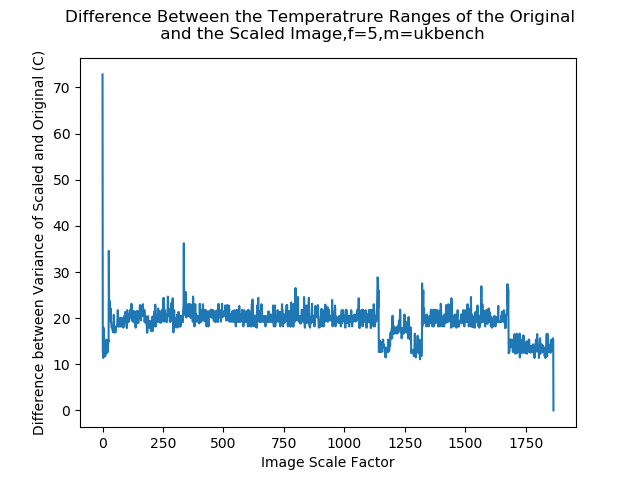 Difference Between the Temperatrure Ranges of the Original
and the Scaled Image,f=5,m=ukbench
Difference between Variance of Scaled and Original (C)
70
60
50
40
30
20
10
0
0 250 500 750 1000 1250 1500 1750
Image Scale Factor